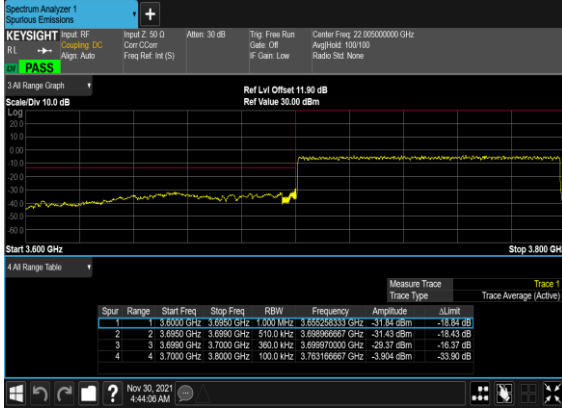 Spectrum Analyzer 1
Spurious Emissions
+
KEYSIGHT Input: RF Input Z: 50 Ω Atten: 30 dB Trig: Free Run Center Freq: 22.005000000 GHz
RL Coupling: DC Corr CCorr Gate: Off Avg|Hold: 100/100
Align: Auto Freq Ref: Int (S) IF Gain: Low Radio Std: None
PASS
3 All Range Graph
Ref Lvl Offset 11.90 dB
Scale/Div 10.0 dB Ref Value 30.00 dBm
Log
20.0
10.0
0.00
-10.0
-20.0
-30.0
-40.0
-50.0
-60.0
Start 3.600 GHz Stop 3.800 GH
4 All Range Table
Measure Trace Trace 1
Trace Type Trace Average (Active)
Spur Range Start Freq Stop Freq RBW Frequency Amplitude ΔLimit
1 1 3.6000 GHz 3.6950 GHz 1.000 MHz 3.655258333 GHz -31.84 dBm -18.84 dB
2 2 3.6950 GHz 3.6990 GHz 510.0 kHz 3.698966667 GHz -31.43 dBm -18.43 dB
3 3 3.6990 GHz 3.7000 GHz 360.0 kHz 3.699970000 GHz -29.37 dBm -16.37 dB
4 4 3.7000 GHz 3.8000 GHz 100.0 kHz 3.763166667 GHz -3.904 dBm -33.90 dB
? Nov 30, 2021
4:44:06 AM